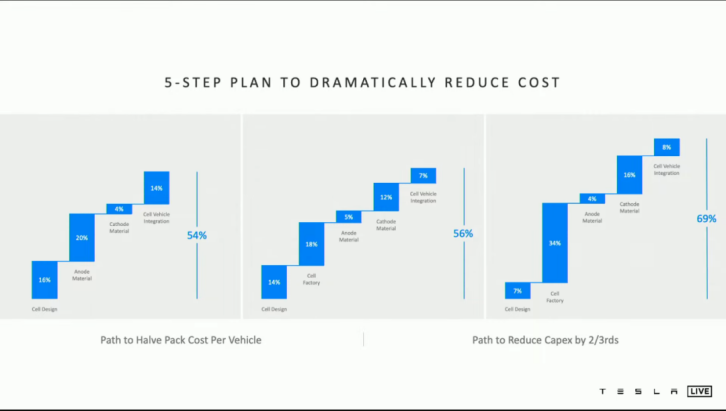 5-STEP PLAN TO DRAMATICALLY REDUCE COST
16%
Cell Design
20%
Anode
Material
4%
Cathode
Material
14%
Cell Vehicle
Integration
54%
14%
Cell Design
18%
Cell
Factory
5%
Anode
Material
12%
Cathode
Material
7%
Cell Vehicle
Integration
56%
7%
Cell Design
34%
Cell
Factory
4%
Anode
Material
16%
Cathode
Material
8%
Cell Vehicle
Integration
69%
Path to Halve Pack Cost Per Vehicle
Path to Reduce Capex by 2/3rds
TESLA LIVE